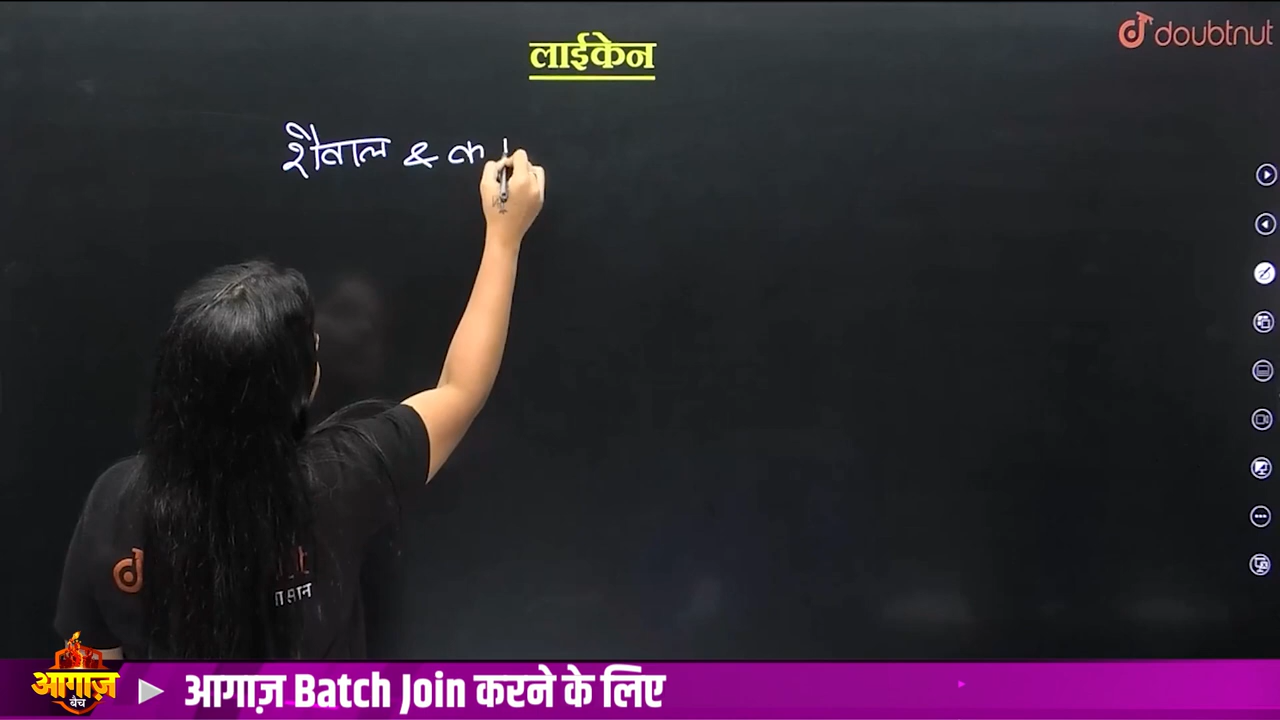 लाईकेन
doubtnut
शैवाल & क
आगाज़
बैच
आगाज़ Batch Join करने के लिए